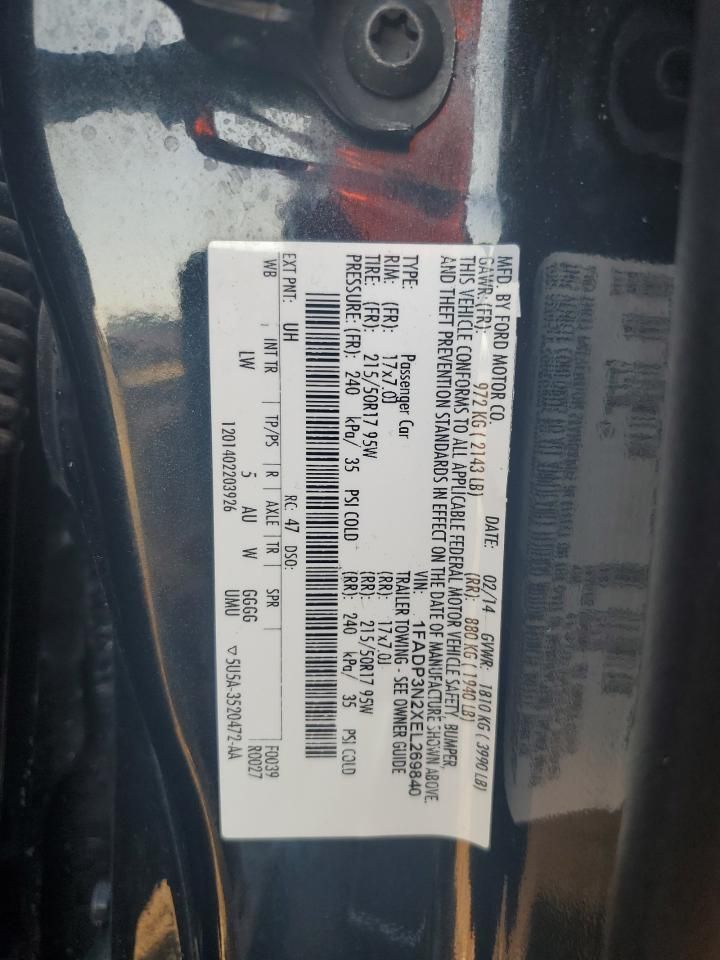 MFD. BY FORD MOTOR CO. DATE: 02/14 GVWR: 1810 KG ( 3990 LB)
GAWR: (FR): 972 KG ( 2143 LB) (RR): 880 KG ( 1940 LB)
THIS VEHICLE CONFORMS TO ALL APPLICABLE FEDERAL MOTOR VEHICLE SAFETY, BUMPER,
AND THEFT PREVENTION STANDARDS IN EFFECT ON THE DATE OF MANUFACTURE SHOWN ABOVE.
VIN: 1FADP3N2XEL269840
TYPE: Passenger Car TRAILER TOWING - SEE OWNER GUIDE
RIM: (FR): 17x7.0J (RR): 17x7.0J
TIRE: (FR): 215/50R17 95W (RR): 215/50R17 95W
PRESSURE: (FR): 240 kPa/ 35 PSI COLD (RR): 240 kPa/ 35 PSI COLD
EXT PNT: UH RC: 47 DSO: F0039
WB INT TR TP/PS R AXLE TR SPR R0027
LW 5 AU W GGGG
UMU
1201402203926 ▽5U5A-3520472-AA